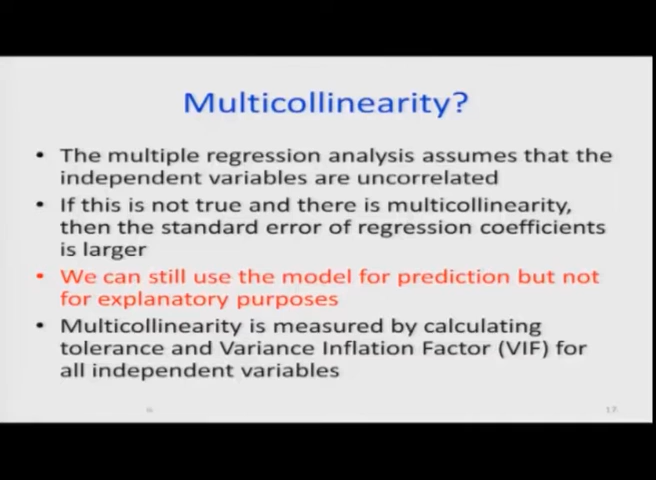 Multicollinearity?
• The multiple regression analysis assumes that the
independent variables are uncorrelated
• If this is not true and there is multicollinearity,
then the standard error of regression coefficients
is larger
• We can still use the model for prediction but not
for explanatory purposes
• Multicollinearity is measured by calculating
tolerance and Variance Inflation Factor (VIF) for
all independent variables
17